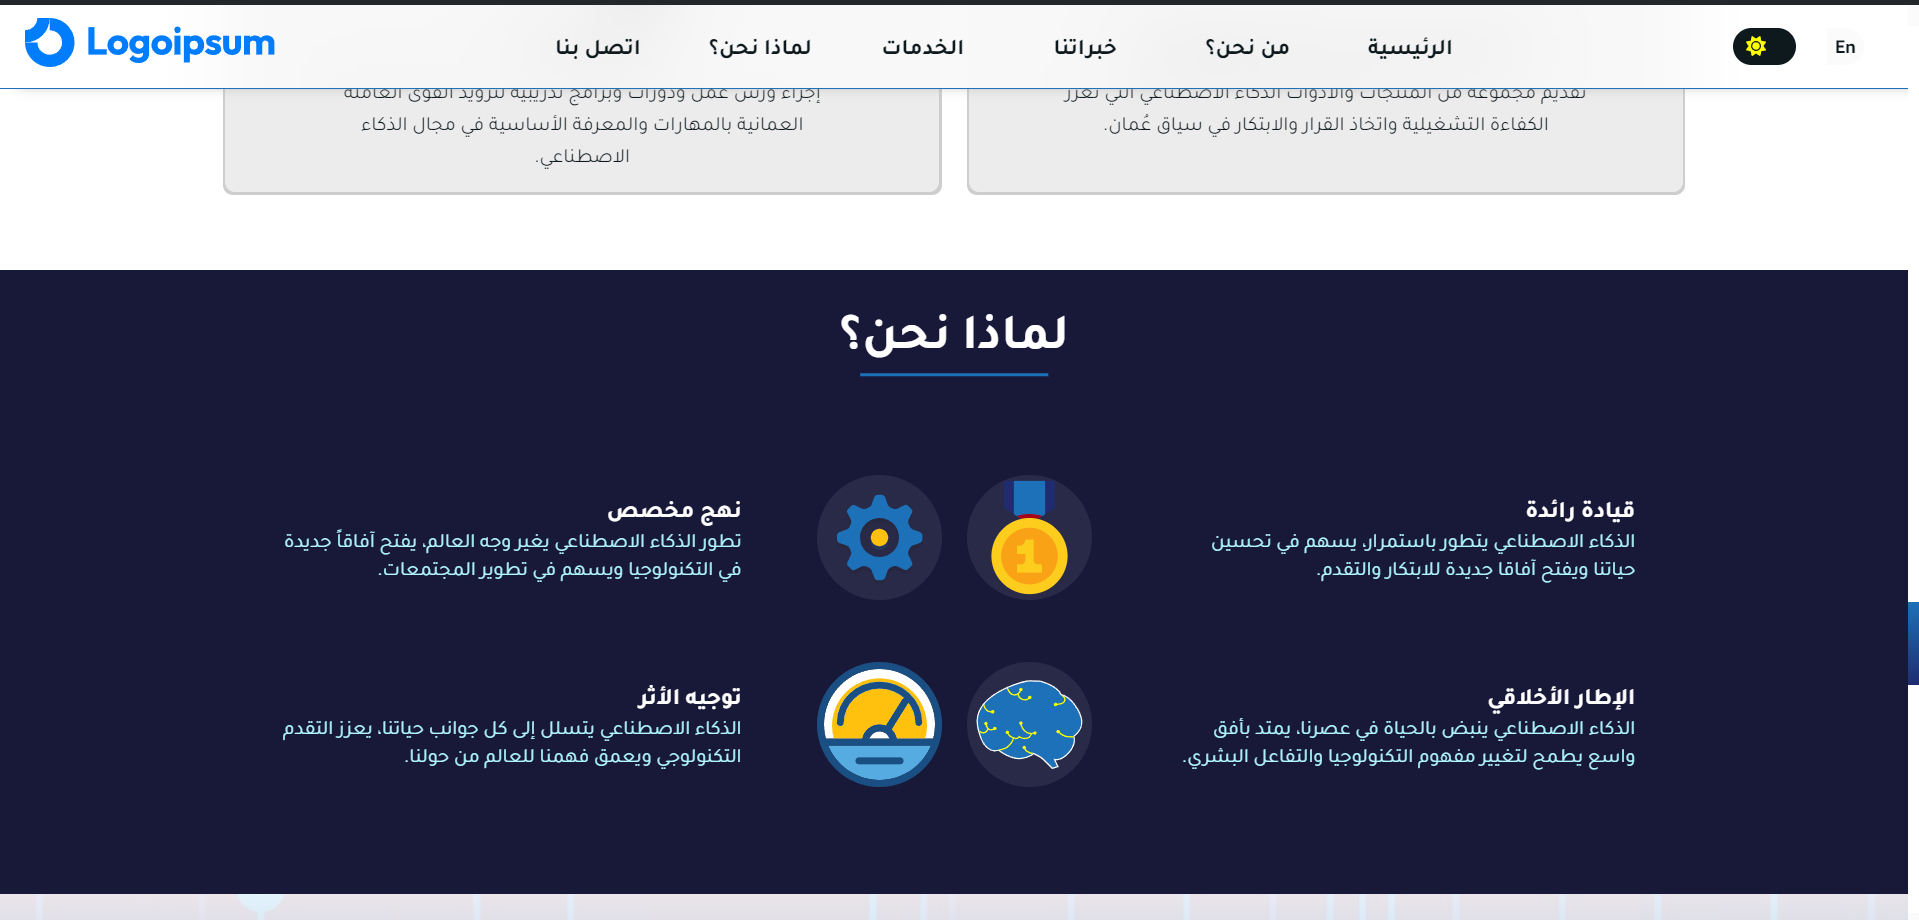 Logoipsum
الرئيسية
من نحن؟
خبراتنا
الخدمات
لماذا نحن؟
اتصل بنا
En
تقديم مجموعة من المنتجات والأدوات الذكاء الاصطناعي التي تعزز
الكفاءة التشغيلية واتخاذ القرار والابتكار في سياق عُمان.
إجراء ورش عمل ودورات وبرامج تدريبية لتزويد القوى العاملة
العمانية بالمهارات والمعرفة الأساسية في مجال الذكاء
الاصطناعي.
لماذا نحن؟
قيادة رائدة
الذكاء الاصطناعي يتطور باستمرار، يسهم في تحسين
حياتنا ويفتح آفاقا جديدة للابتكار والتقدم.
1
نهج مخصص
تطور الذكاء الاصطناعي يغير وجه العالم، يفتح آفاقاً جديدة
في التكنولوجيا ويسهم في تطوير المجتمعات.
الإطار الأخلاقي
الذكاء الاصطناعي ينبض بالحياة في عصرنا، يمتد بأفق
واسع يطمح لتغيير مفهوم التكنولوجيا والتفاعل البشري.
توجيه الأثر
الذكاء الاصطناعي يتسلل إلى كل جوانب حياتنا، يعزز التقدم
التكنولوجي ويعمق فهمنا للعالم من حولنا.